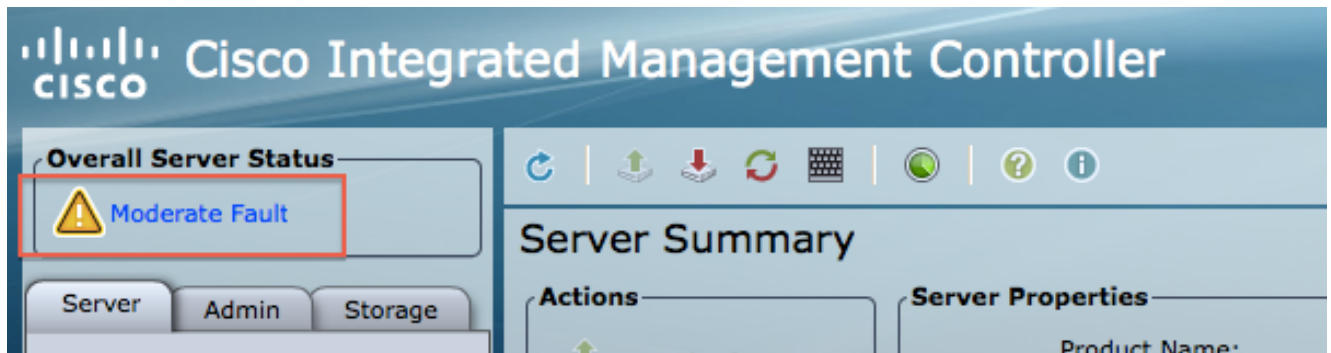 CISCO Cisco Integrated Management Controller
Overall Server Status
Moderate Fault
Server Admin Storage
Server Summary
Actions
Server Properties
Product Name: